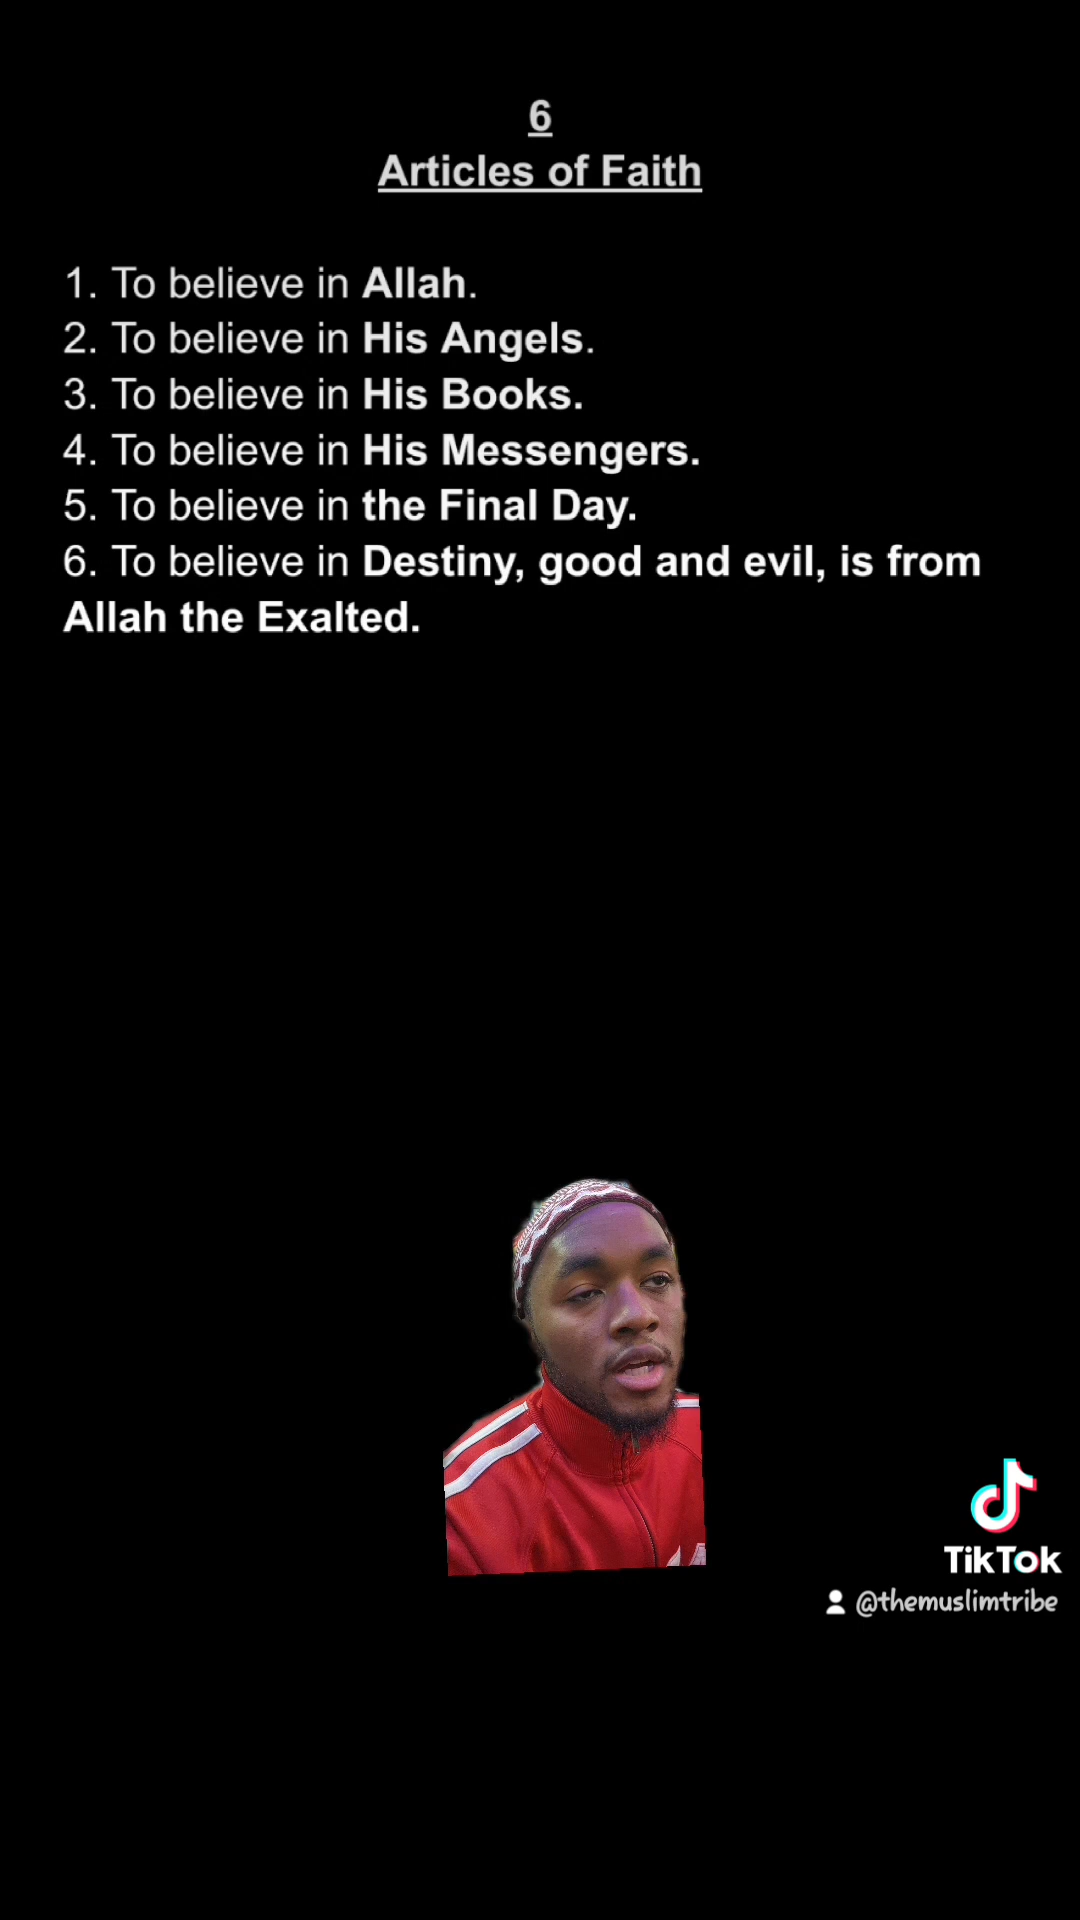 6
Articles of Faith
1. To believe in Allah.
2. To believe in His Angels.
3. To believe in His Books.
4. To believe in His Messengers.
5. To believe in the Final Day.
6. To believe in Destiny, good and evil, is from
Allah the Exalted.
TikTok
@themuslimtribe